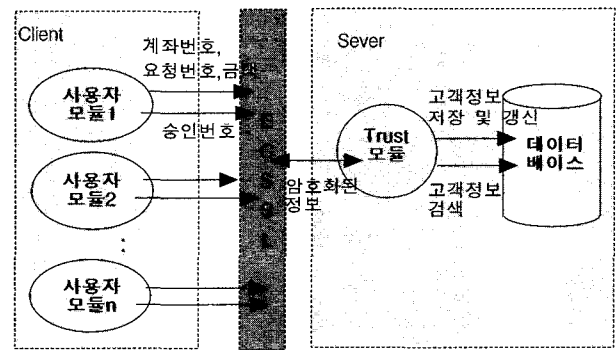 Client
계좌번호,
요청번호,금액
사용자
모듈1
승인번호
사용자
모듈2
사용자
모듈n
암호화된
정보
Sever
Trust
모듈
고객정보
저장 및 갱신
데이터
베이스
고객정보
검색